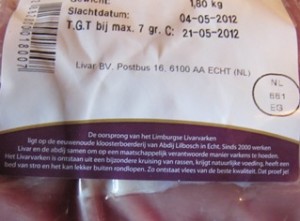 Gewicht: 1,80 kg
Slachtdatum: 04-05-2012
T.G.T bij max. 7 gr.C: 21-05-2012
Livar BV, Postbus 16, 6100 AA ECHT (NL)
NL
881
EG
De oorsprong van het Limburgse Livarvarken
ligt op de eeuwenoude kloosterboerderij van Abdij Lilbosch in Echt. Sinds 2000 werken
Livar en de abdij samen om op een maatschappelijk verantwoorde manier varkens te houden.
Het Livarvarken is ontstaan uit een bijzondere kruising van rassen, krijgt natuurlijke voeding, heeft een
bed van stro en het kan lekker buiten rondlopen. Zo ontstaat vlees van de beste kwaliteit. Dat proef je!